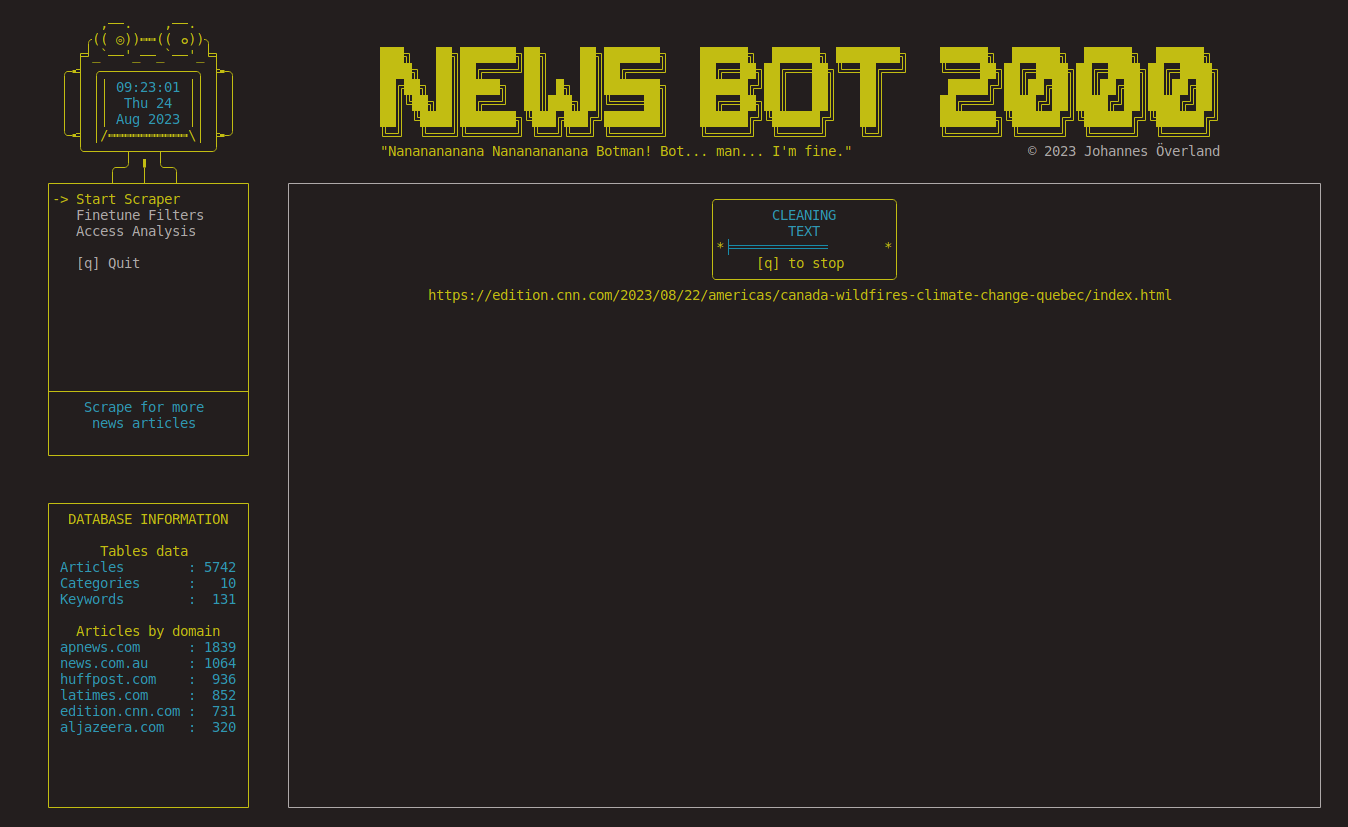 NEWS BOT 2000
"Nananananana Nanananana Botman! Bot... man... I'm fine."
© 2023 Johannes Överland
09:23:01
Thu 24
Aug 2023
-> Start Scraper
Finetune Filters
Access Analysis
[q] Quit
Scrape for more
news articles
DATABASE INFORMATION
Tables data
Articles : 5742
Categories : 10
Keywords : 131
Articles by domain
apnews.com : 1839
news.com.au : 1064
huffpost.com : 936
latimes.com : 852
edition.cnn.com : 731
aljazeera.com : 320
CLEANING
TEXT
* *
[q] to stop
https://edition.cnn.com/2023/08/22/americas/canada-wildfires-climate-change-quebec/index.html